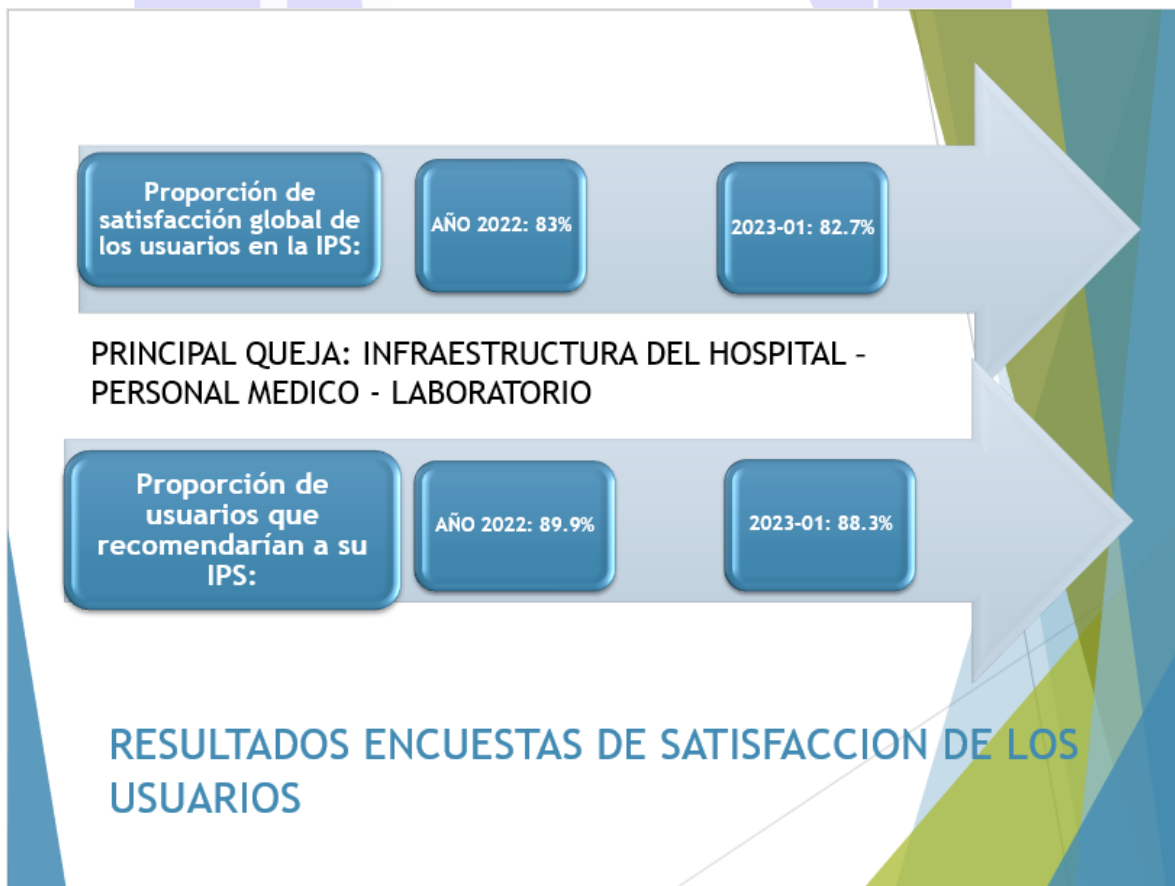 Proporción de
satisfacción global de
los usuarios en la IPS:
AÑO 2022: 83%
2023-01: 82.7%
PRINCIPAL QUEJA: INFRAESTRUCTURA DEL HOSPITAL –
PERSONAL MEDICO - LABORATORIO
Proporción de
usuarios que
recomendarían a su
IPS:
AÑO 2022: 89.9%
2023-01: 88.3%
RESULTADOS ENCUESTAS DE SATISFACCION DE LOS
USUARIOS